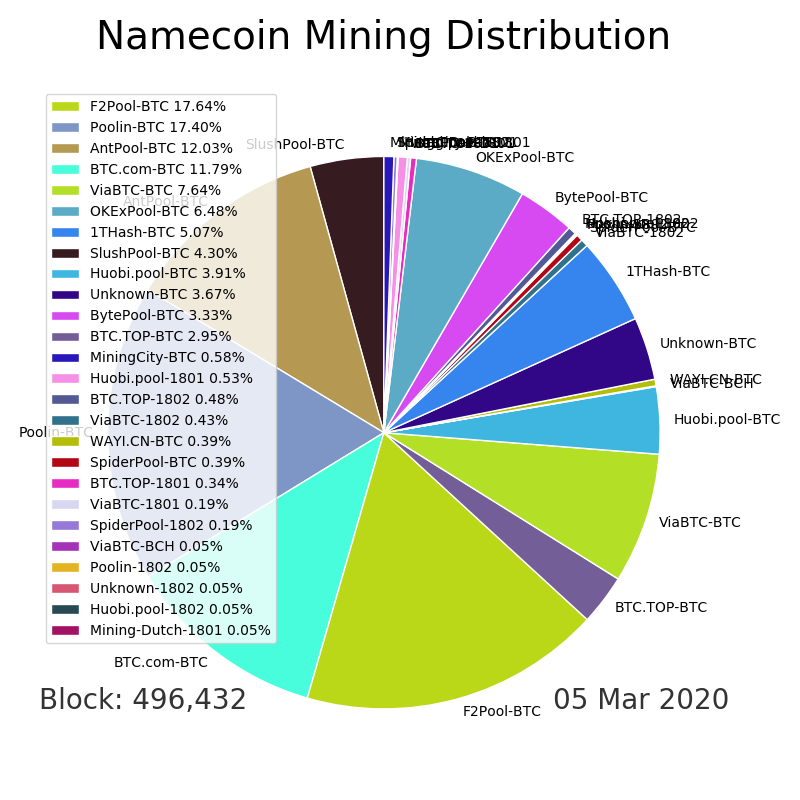 Namecoin Mining Distribution
F2Pool-BTC 17.64%
Poolin-BTC 17.40%
AntPool-BTC 12.03%
BTC.com-BTC 11.79%
ViaBTC-BTC 7.64%
OKExPool-BTC 6.48%
1THash-BTC 5.07%
SlushPool-BTC 4.30%
Huobi.pool-BTC 3.91%
Unknown-BTC 3.67%
BytePool-BTC 3.33%
BTC.TOP-BTC 2.95%
MiningCity-BTC 0.58%
Huobi.pool-1801 0.53%
BTC.TOP-1802 0.48%
ViaBTC-1802 0.43%
WAYI.CN-BTC 0.39%
SpiderPool-BTC 0.39%
BTC.TOP-1801 0.34%
ViaBTC-1801 0.19%
SpiderPool-1802 0.19%
ViaBTC-BCH 0.05%
Poolin-1802 0.05%
Unknown-1802 0.05%
Huobi.pool-1802 0.05%
Mining-Dutch-1801 0.05%
SlushPool-BTC
OKExPool-BTC
AntPool-BTC
BytePool-BTC
BTC.TOP-1802
ViaBTC-1802
1THash-BTC
Unknown-BTC
WAYI.CN-BTC
ViaBTC-BCH
Huobi.pool-BTC
Poolin-BTC
ViaBTC-BTC
BTC.TOP-BTC
BTC.com-BTC
F2Pool-BTC
Block: 496,432
05 Mar 2020